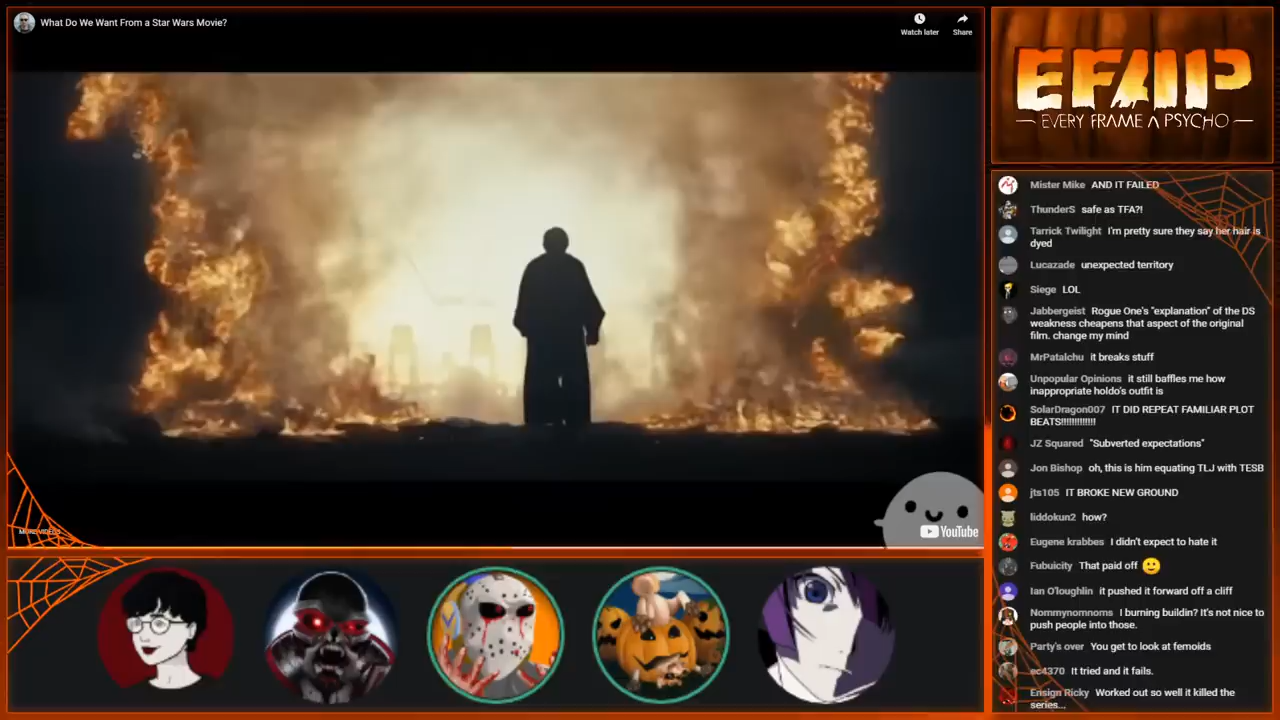 What Do We Want From a Star Wars Movie?
Watch later
Share
EFAP
EVERY FRAME A PSYCHO
Mister Mike AND IT FAILED
ThunderS safe as TFA?!
Tarrick Twilight I'm pretty sure they say her hair is
dyed
Lucazade unexpected territory
Siege LOL
Jabbergeist Rogue One's "explanation" of the DS
weakness cheapens that aspect of the original
film. change my mind
MrPatalchu it breaks stuff
Unpopular Opinions it still baffles me how
inappropriate holdo's outfit is
SolarDragon007 IT DID REPEAT FAMILIAR PLOT
BEATS!!!!!!!!!!!!!
JZ Squared "Subverted expectations"
Jon Bishop oh, this is him equating TLJ with TESB
jts105 IT BROKE NEW GROUND
liddokun2 how?
Eugene krabbes I didn't expect to hate it
Fubuicity That paid off 🙂
Ian O'loughlin it pushed it forward off a cliff
Nommynomnoms I burning buildin? It's not nice to
push people into those.
Party's over You get to look at femoids
ec4370 It tried and it fails.
Ensign Ricky Worked out so well it killed the
series...
MORE VIDEOS
YouTube